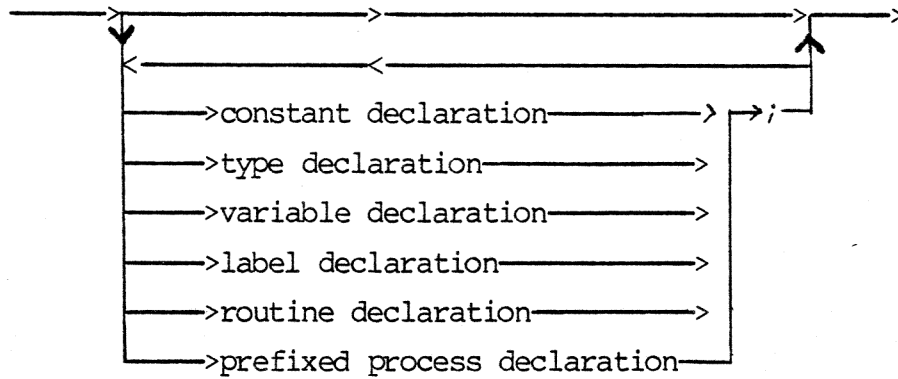 constant declaration ;
type declaration
variable declaration
label declaration
routine declaration
prefixed process declaration